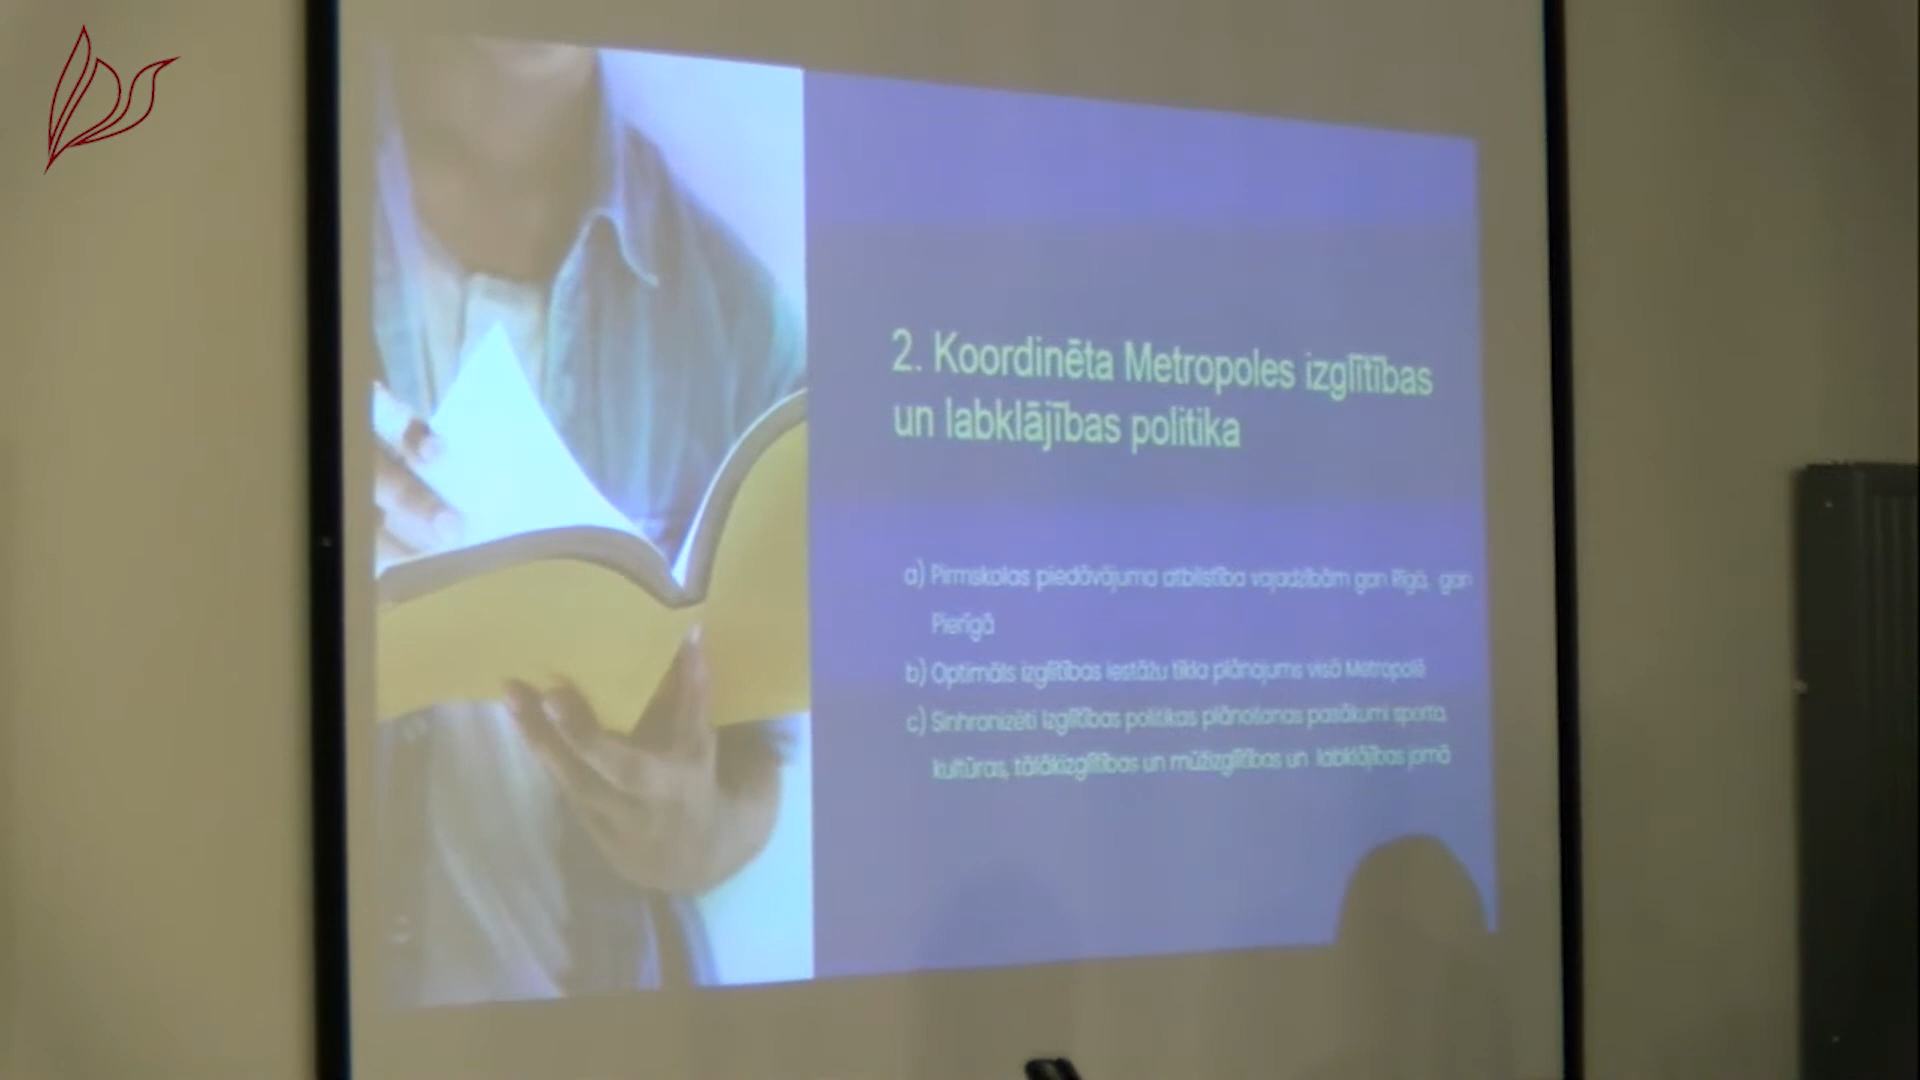 2. Koordinēta Metropoles izglītības
un labklājības politika
a) Pirmskolas piedāvājuma atbilstība vajadzībām gan Rīgā, gan
Pierīgā
b) Optimāls izglītības iestāžu tīkla plānojums visā Metropolē
c) Sinhronizēti izglītības politikas plānošanas pasākumi sporta,
kultūras, tālākizglītības un mūžizglītības un labklājības jomā